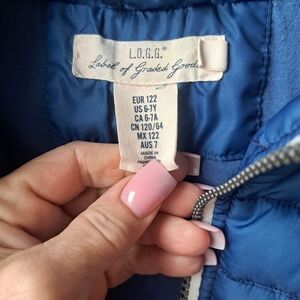 L.O.G.G.
Label of Graded Goods
EUR 122
US 6-7Y
CA 6-7A
CN 120/64
MX 122
AUS 7
MADE IN
CHINA